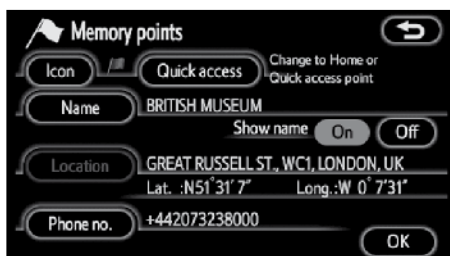 Memory points
Icon
Quick access
Change to Home or
Quick access point
Name
BRITISH MUSEUM
Show name
On
Off
Location
GREAT RUSSELL ST., WC1, LONDON, UK
Lat. :N51°31'7" Long.:W 0°7'31"
Phone no.
+442073238000
OK